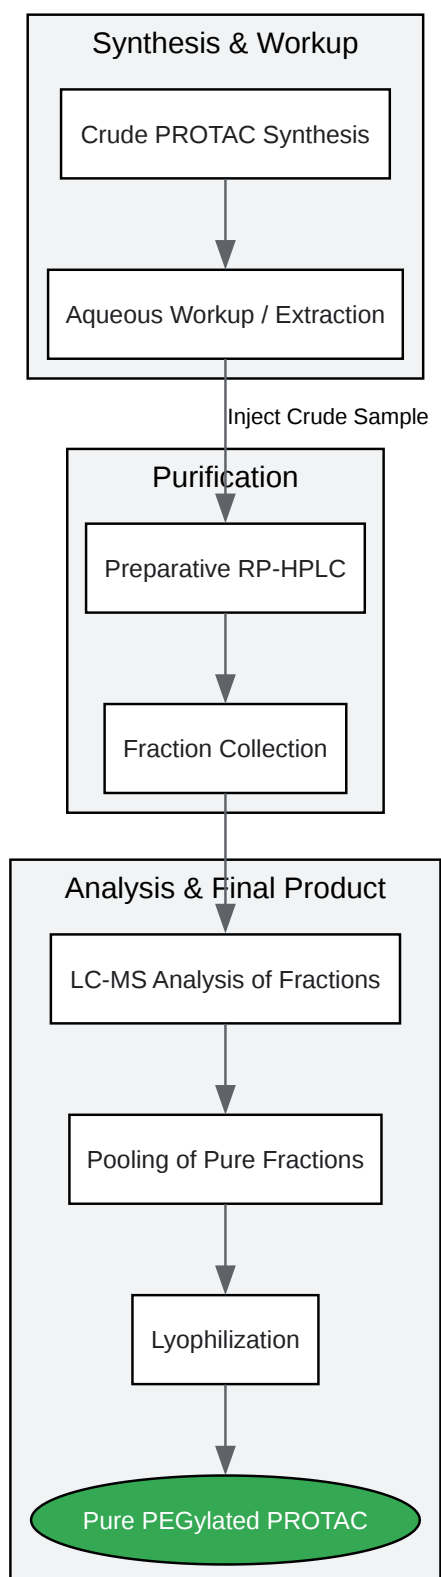 Synthesis & Workup
Crude PROTAC Synthesis
Aqueous Workup / Extraction
Inject Crude Sample
Purification
Preparative RP-HPLC
Fraction Collection
Analysis & Final Product
LC-MS Analysis of Fractions
Pooling of Pure Fractions
Lyophilization
Pure PEGylated PROTAC